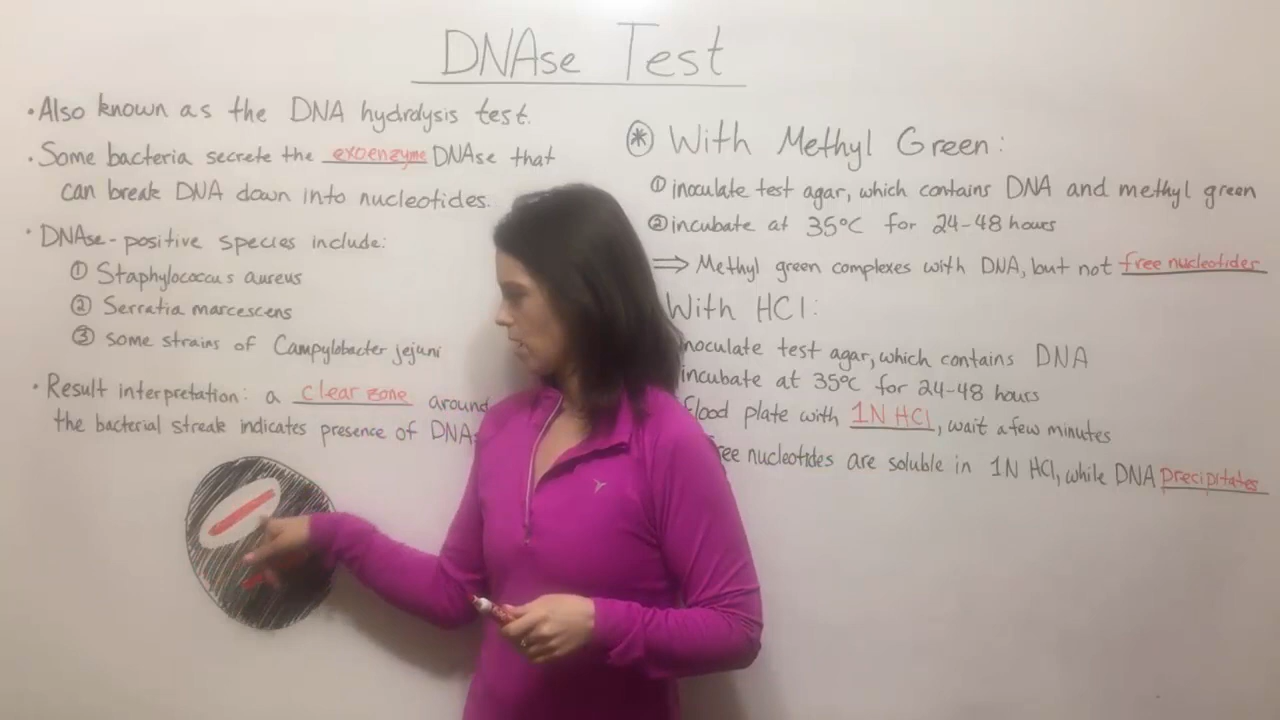 DNAse Test
• Also known as the DNA hydrolysis test.
• Some bacteria secrete the exoenzyme DNAse that
can break DNA down into nucleotides.
• DNAse-positive species include:
① Staphylococcus aureus
② Serratia marcescens
③ some strains of Campylobacter jejuni
• Result interpretation: a clear zone around
the bacterial streak indicates presence of DNAs
✱ With Methyl Green:
① inoculate test agar, which contains DNA and methyl green
② incubate at 35°C for 24-48 hours
⇒ Methyl green complexes with DNA, but not free nucleotides
With HCl:
noculate test agar, which contains DNA
incubate at 35°C for 24-48 hours
flood plate with 1N HCl, wait a few minutes
ree nucleotides are soluble in 1N HCl, while DNA precipitates